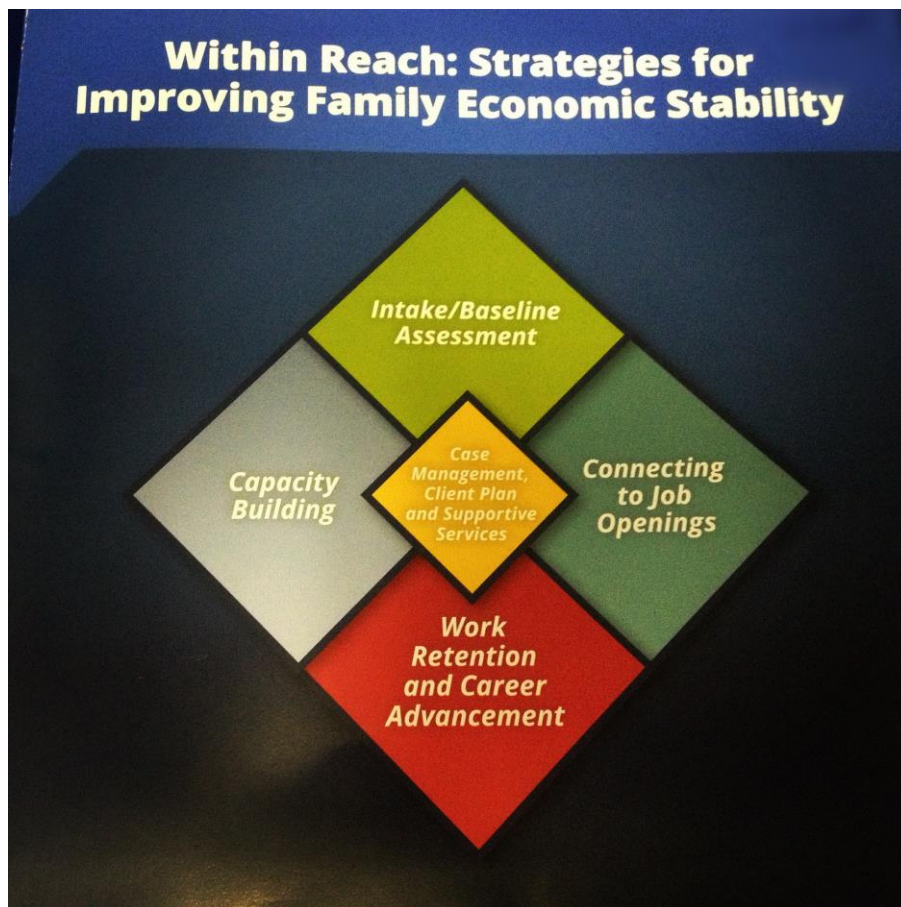 Within Reach: Strategies for
Improving Family Economic Stability
Intake/Baseline
Assessment
Capacity
Building
Case
Management,
Client Plan
and Supportive
Services
Connecting
to Job
Openings
Work
Retention
and Career
Advancement